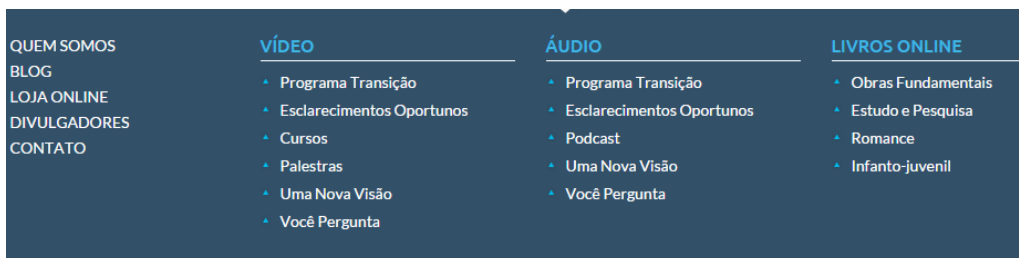 QUEM SOMOS
BLOG
LOJA ONLINE
DIVULGADORES
CONTATO
VÍDEO
Programa Transição
Esclarecimentos Oportunos
Cursos
Palestras
Uma Nova Visão
Você Pergunta
ÁUDIO
Programa Transição
Esclarecimentos Oportunos
Podcast
Uma Nova Visão
Você Pergunta
LIVROS ONLINE
Obras Fundamentais
Estudo e Pesquisa
Romance
Infanto-juvenil